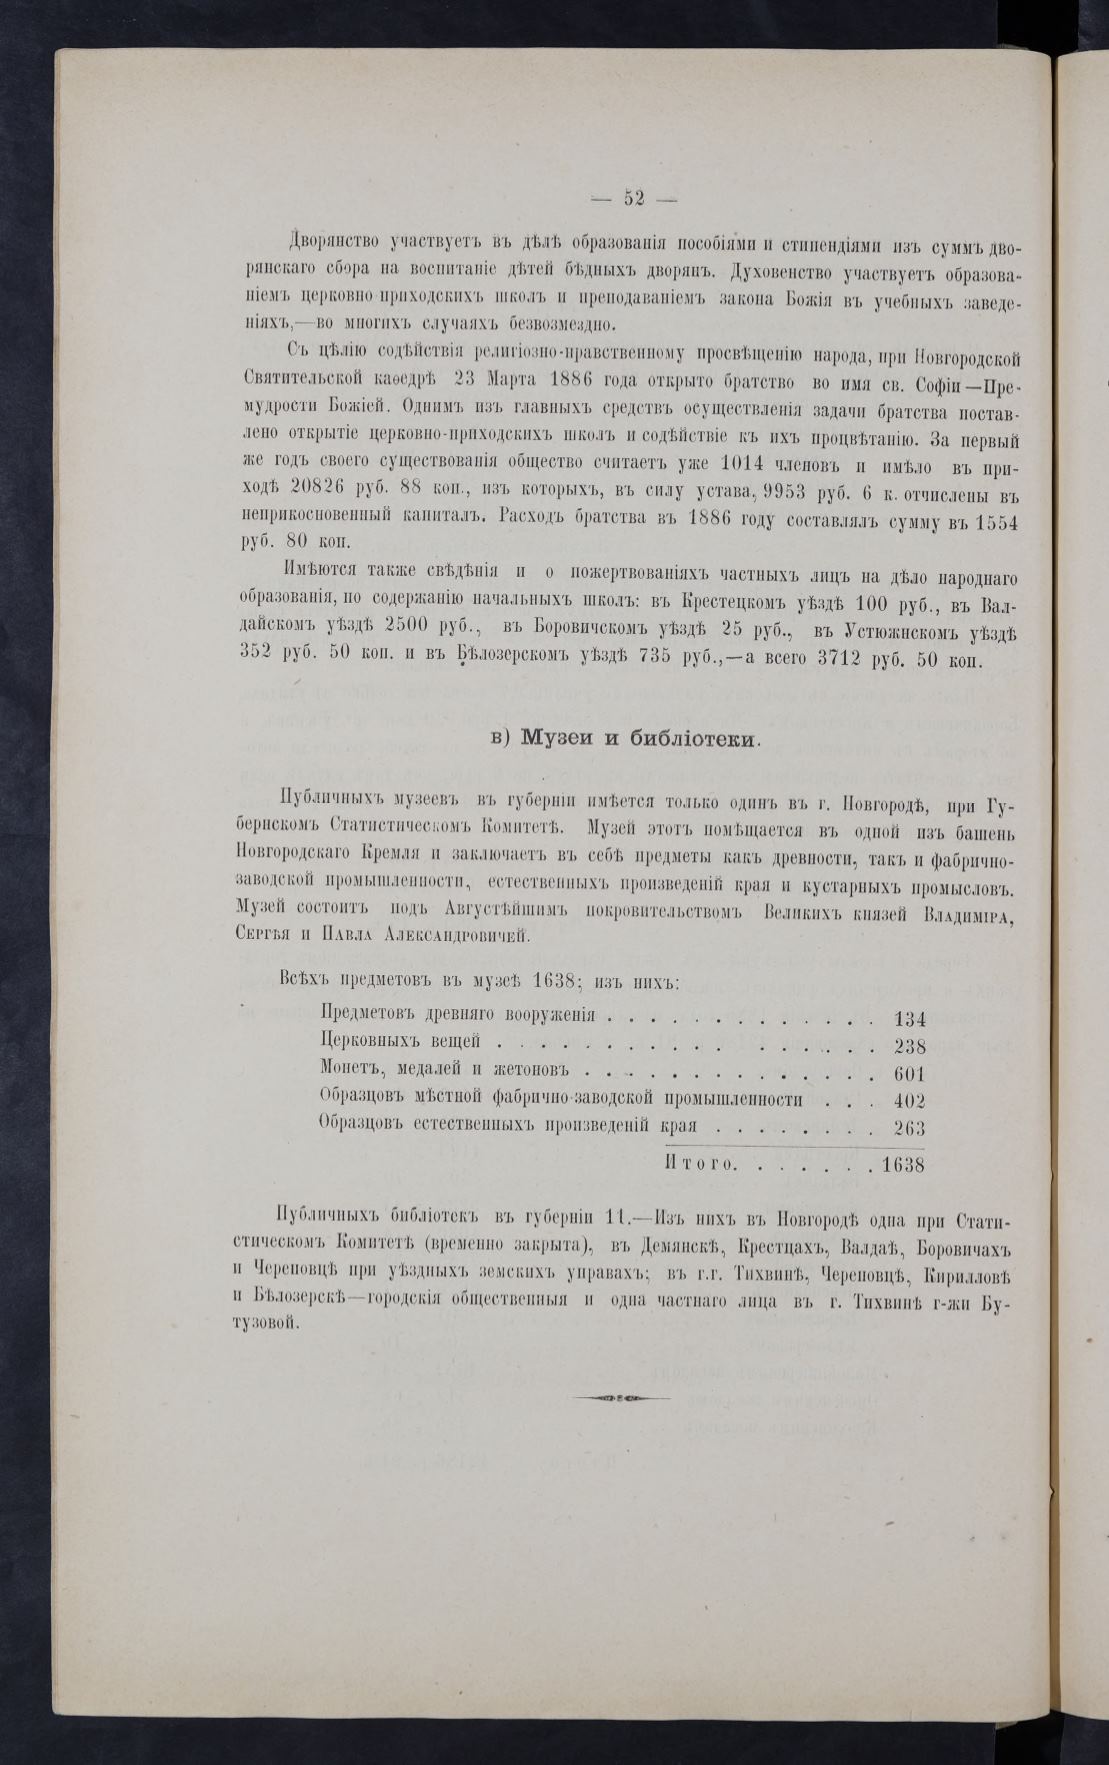 — 52 —
Дворянство участвуетъ въ дѣлѣ образованія пособіями и стипендіями изъ суммъ дво-
рянскаго сбора на воспитаніе дѣтей бѣдныхъ дворянъ. Духовенство участвуетъ образова-
ніемъ церковно-приходскихъ школъ и преподаваніемъ закона Божія въ учебныхъ заведе-
ніяхъ,—во многихъ случаяхъ безвозмездно.
Съ цѣлію содѣйствія религіозно-нравственному просвѣщенію народа, при Новгородской
Святительской каѳедрѣ 23 Марта 1886 года открыто братство во имя св. Софіи—Пре-
мудрости Божіей. Однимъ изъ главныхъ средствъ осуществленія задачи братства постав-
лено открытіе церковно-приходскихъ школъ и содѣйствіе къ ихъ процвѣтанію. За первый
же годъ своего существованія общество считаетъ уже 1014 членовъ и имѣло въ при-
ходѣ 20826 руб. 88 коп., изъ которыхъ, въ силу устава, 9953 руб. 6 к. отчислены въ
неприкосновенный капиталъ. Расходъ братства въ 1886 году составлялъ сумму въ 1554
руб. 80 коп.
Имѣются также свѣдѣнія и о пожертвованіяхъ частныхъ лицъ на дѣло народнаго
образованія, по содержанію начальныхъ школъ: въ Крестецкомъ уѣздѣ 100 руб., въ Вал-
дайскомъ уѣздѣ 2500 руб., въ Боровичскомъ уѣздѣ 25 руб., въ Устюжнскомъ уѣздѣ
352 руб. 50 коп. и въ Бѣлозерскомъ уѣздѣ 735 руб.,—а всего 3712 руб. 50 коп.
в) Музеи и библіотеки.
Публичныхъ музеевъ въ губерніи имѣется только одинъ въ г. Новгородѣ, при Гу-
бернскомъ Статистическомъ Комитетѣ. Музей этотъ помѣщается въ одной изъ башень
Новгородскаго Кремля и заключаетъ въ себѣ предметы какъ древности, такъ и фабрично-
заводской промышленности, естественныхъ произведеній края и кустарныхъ промысловъ.
Музей состоитъ подъ Августѣйшимъ покровительствомъ Великихъ князей Владиміра,
Сергѣя и Павла Александровичей.
Всѣхъ предметовъ въ музеѣ 1638; изъ нихъ:
Предметовъ древняго вооруженія . . . . . . . . . . . . . 134
Церковныхъ вещей . . . . . . . . . . . . . . . . . 238
Монетъ, медалей и жетоновъ . . . . . . . . . . . . . . 601
Образцовъ мѣстной фабрично-заводской промышленности . . . 402
Образцовъ естественныхъ произведеній края . . . . . . . . 263
Итого. . . . . . . 1638
Публичныхъ библіотекъ въ губерніи 11.—Изъ нихъ въ Новгородѣ одна при Стати-
стическомъ Комитетѣ (временно закрыта), въ Демянскѣ, Крестцахъ, Валдаѣ, Боровичахъ
и Череповцѣ при уѣздныхъ земскихъ управахъ; въ г.г. Тихвинѣ, Череповцѣ, Кирилловѣ
и Бѣлозерскѣ—городскія общественныя и одна частнаго лица въ г. Тихвинѣ г-жи Бу-
тузовой.